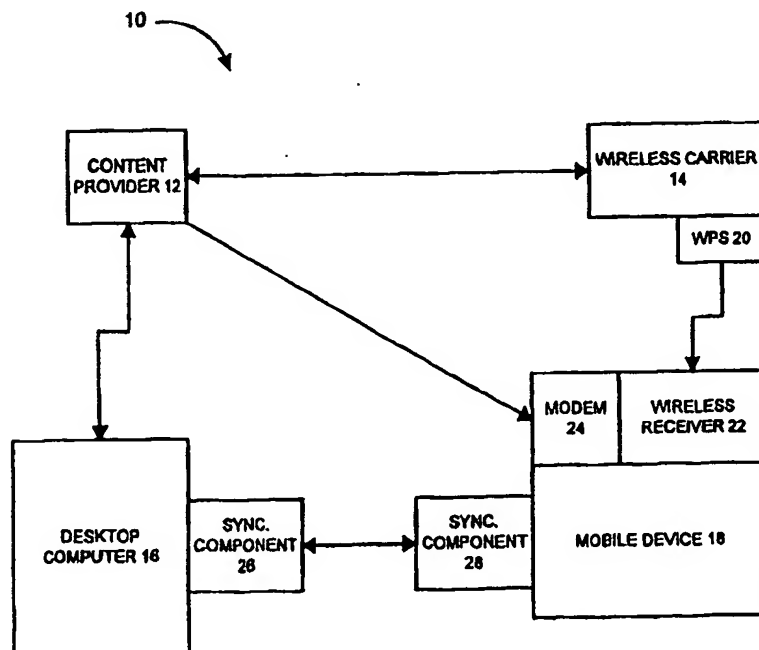 10
CONTENT
PROVIDER 12
WIRELESS CARRIER
14
WPS 20
MODEM
24
WIRELESS
RECEIVER 22
DESKTOP
COMPUTER 16
SYNC.
COMPONENT
26
SYNC.
COMPONENT
28
MOBILE DEVICE 18